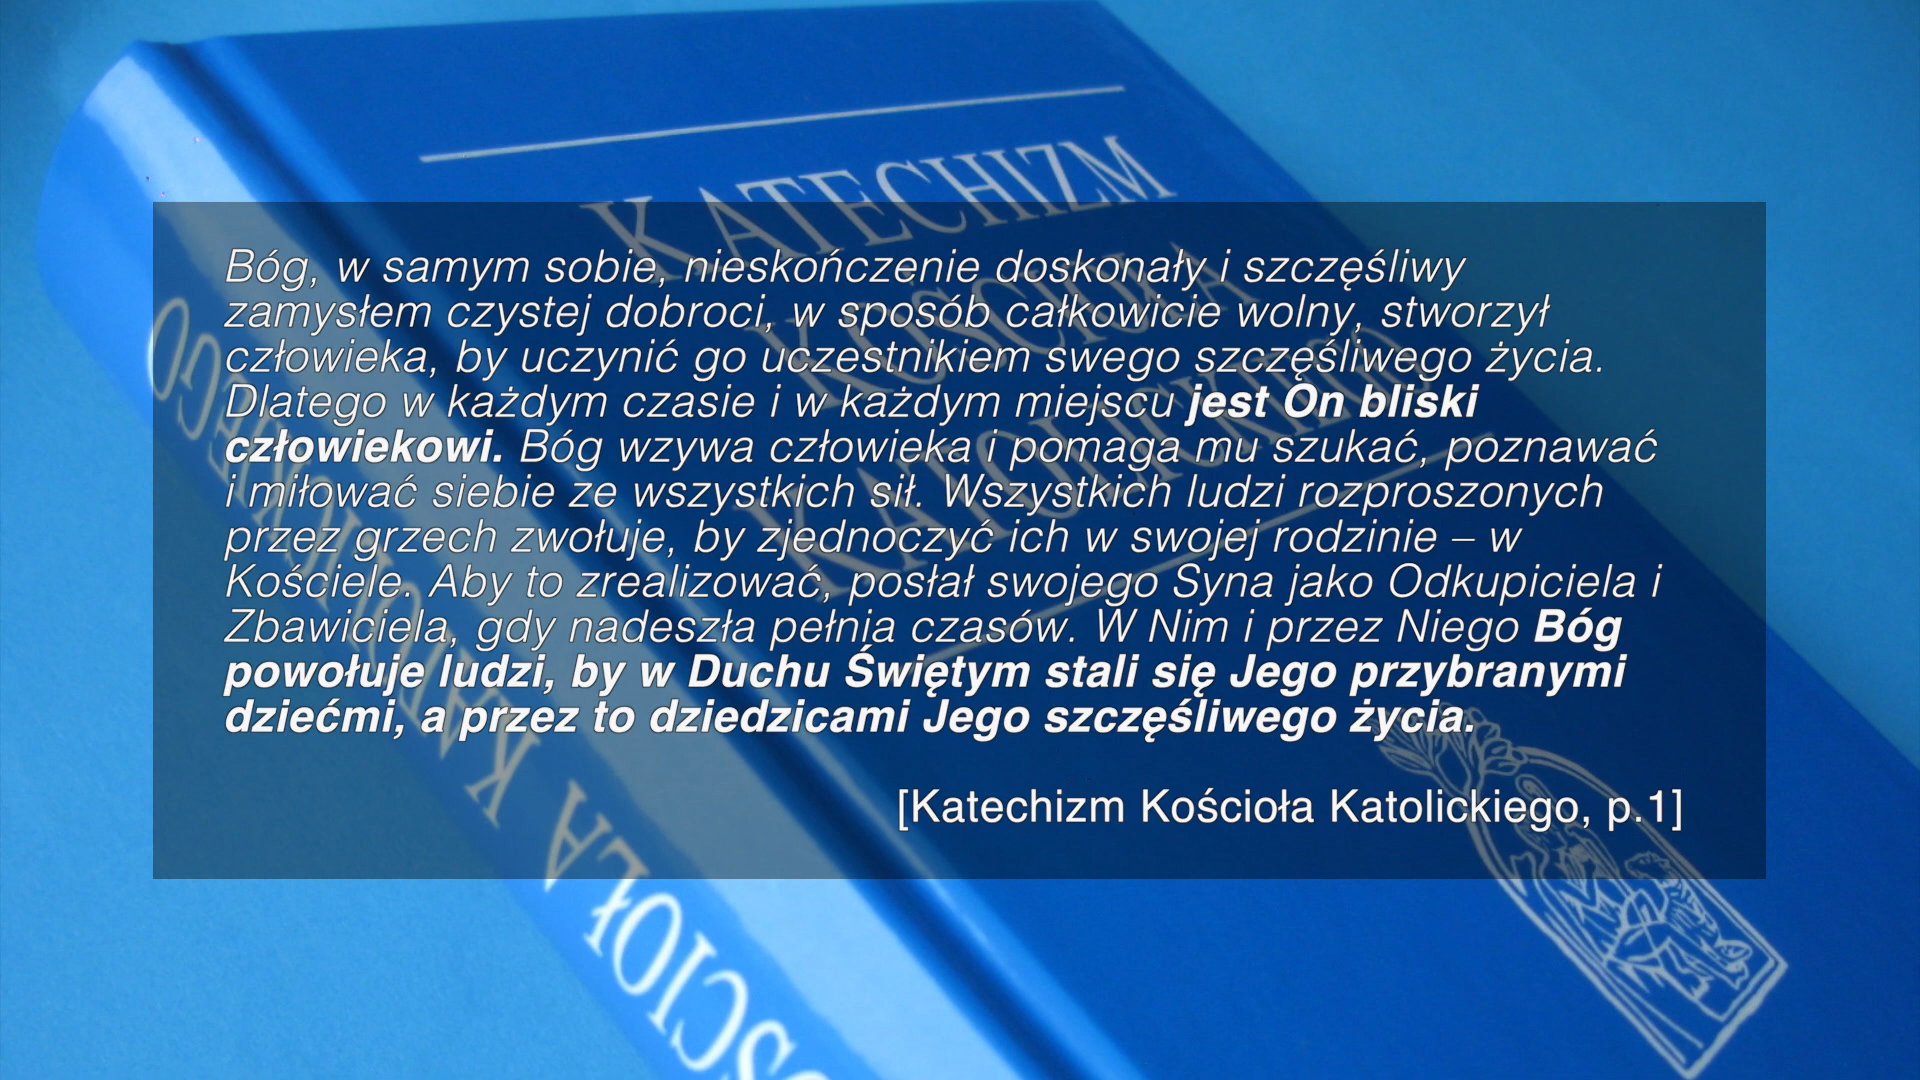 KATECHIZM
KOŚCIOŁA
KATOLICKIEGO
Bóg, w samym sobie, nieskończenie doskonały i szczęśliwy
zamysłem czystej dobroci, w sposób całkowicie wolny, stworzył
człowieka, by uczynić go uczestnikiem swego szczęśliwego życia.
Dlatego w każdym czasie i w każdym miejscu jest On bliski
człowiekowi. Bóg wzywa człowieka i pomaga mu szukać, poznawać
i miłować siebie ze wszystkich sił. Wszystkich ludzi rozproszonych
przez grzech zwołuje, by zjednoczyć ich w swojej rodzinie – w
Kościele. Aby to zrealizować, posłał swojego Syna jako Odkupiciela i
Zbawiciela, gdy nadeszła pełnia czasów. W Nim i przez Niego Bóg
powołuje ludzi, by w Duchu Świętym stali się Jego przybranymi
dziećmi, a przez to dziedzicami Jego szczęśliwego życia.
[Katechizm Kościoła Katolickiego, p.1]